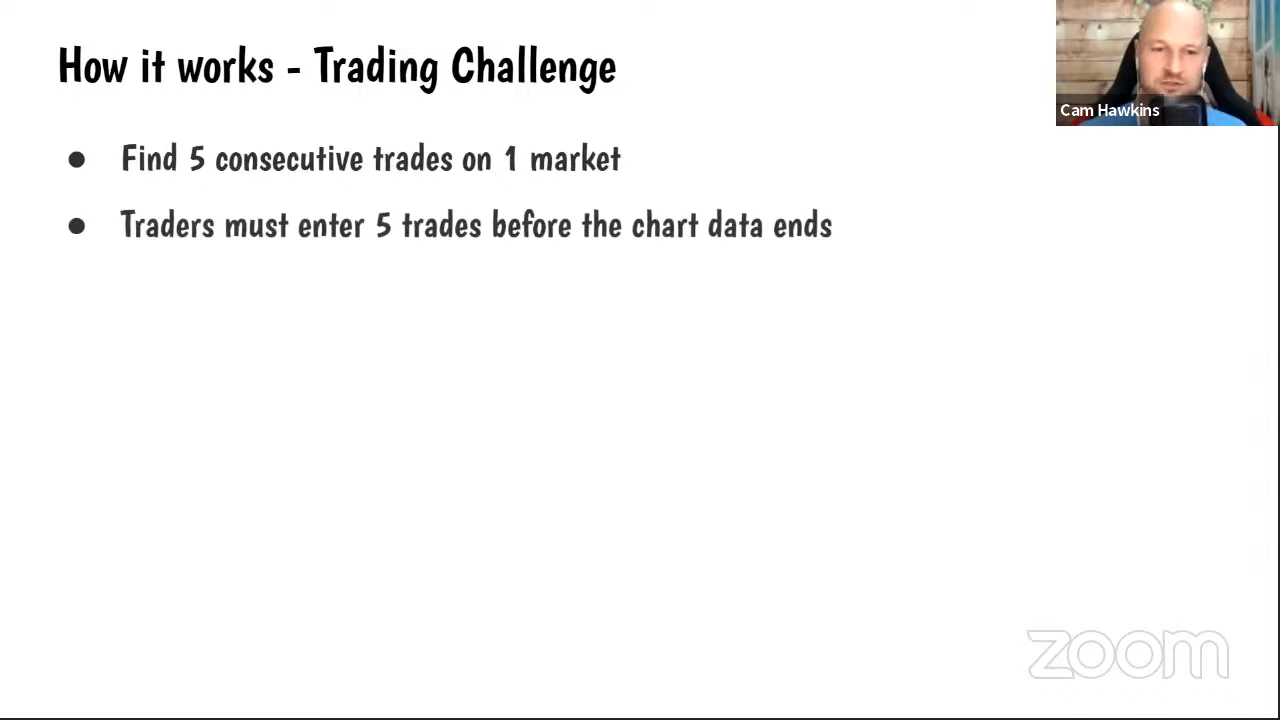 How it works - Trading Challenge
Cam Hawkins
● Find 5 consecutive trades on 1 market
● Traders must enter 5 trades before the chart data ends
zoom